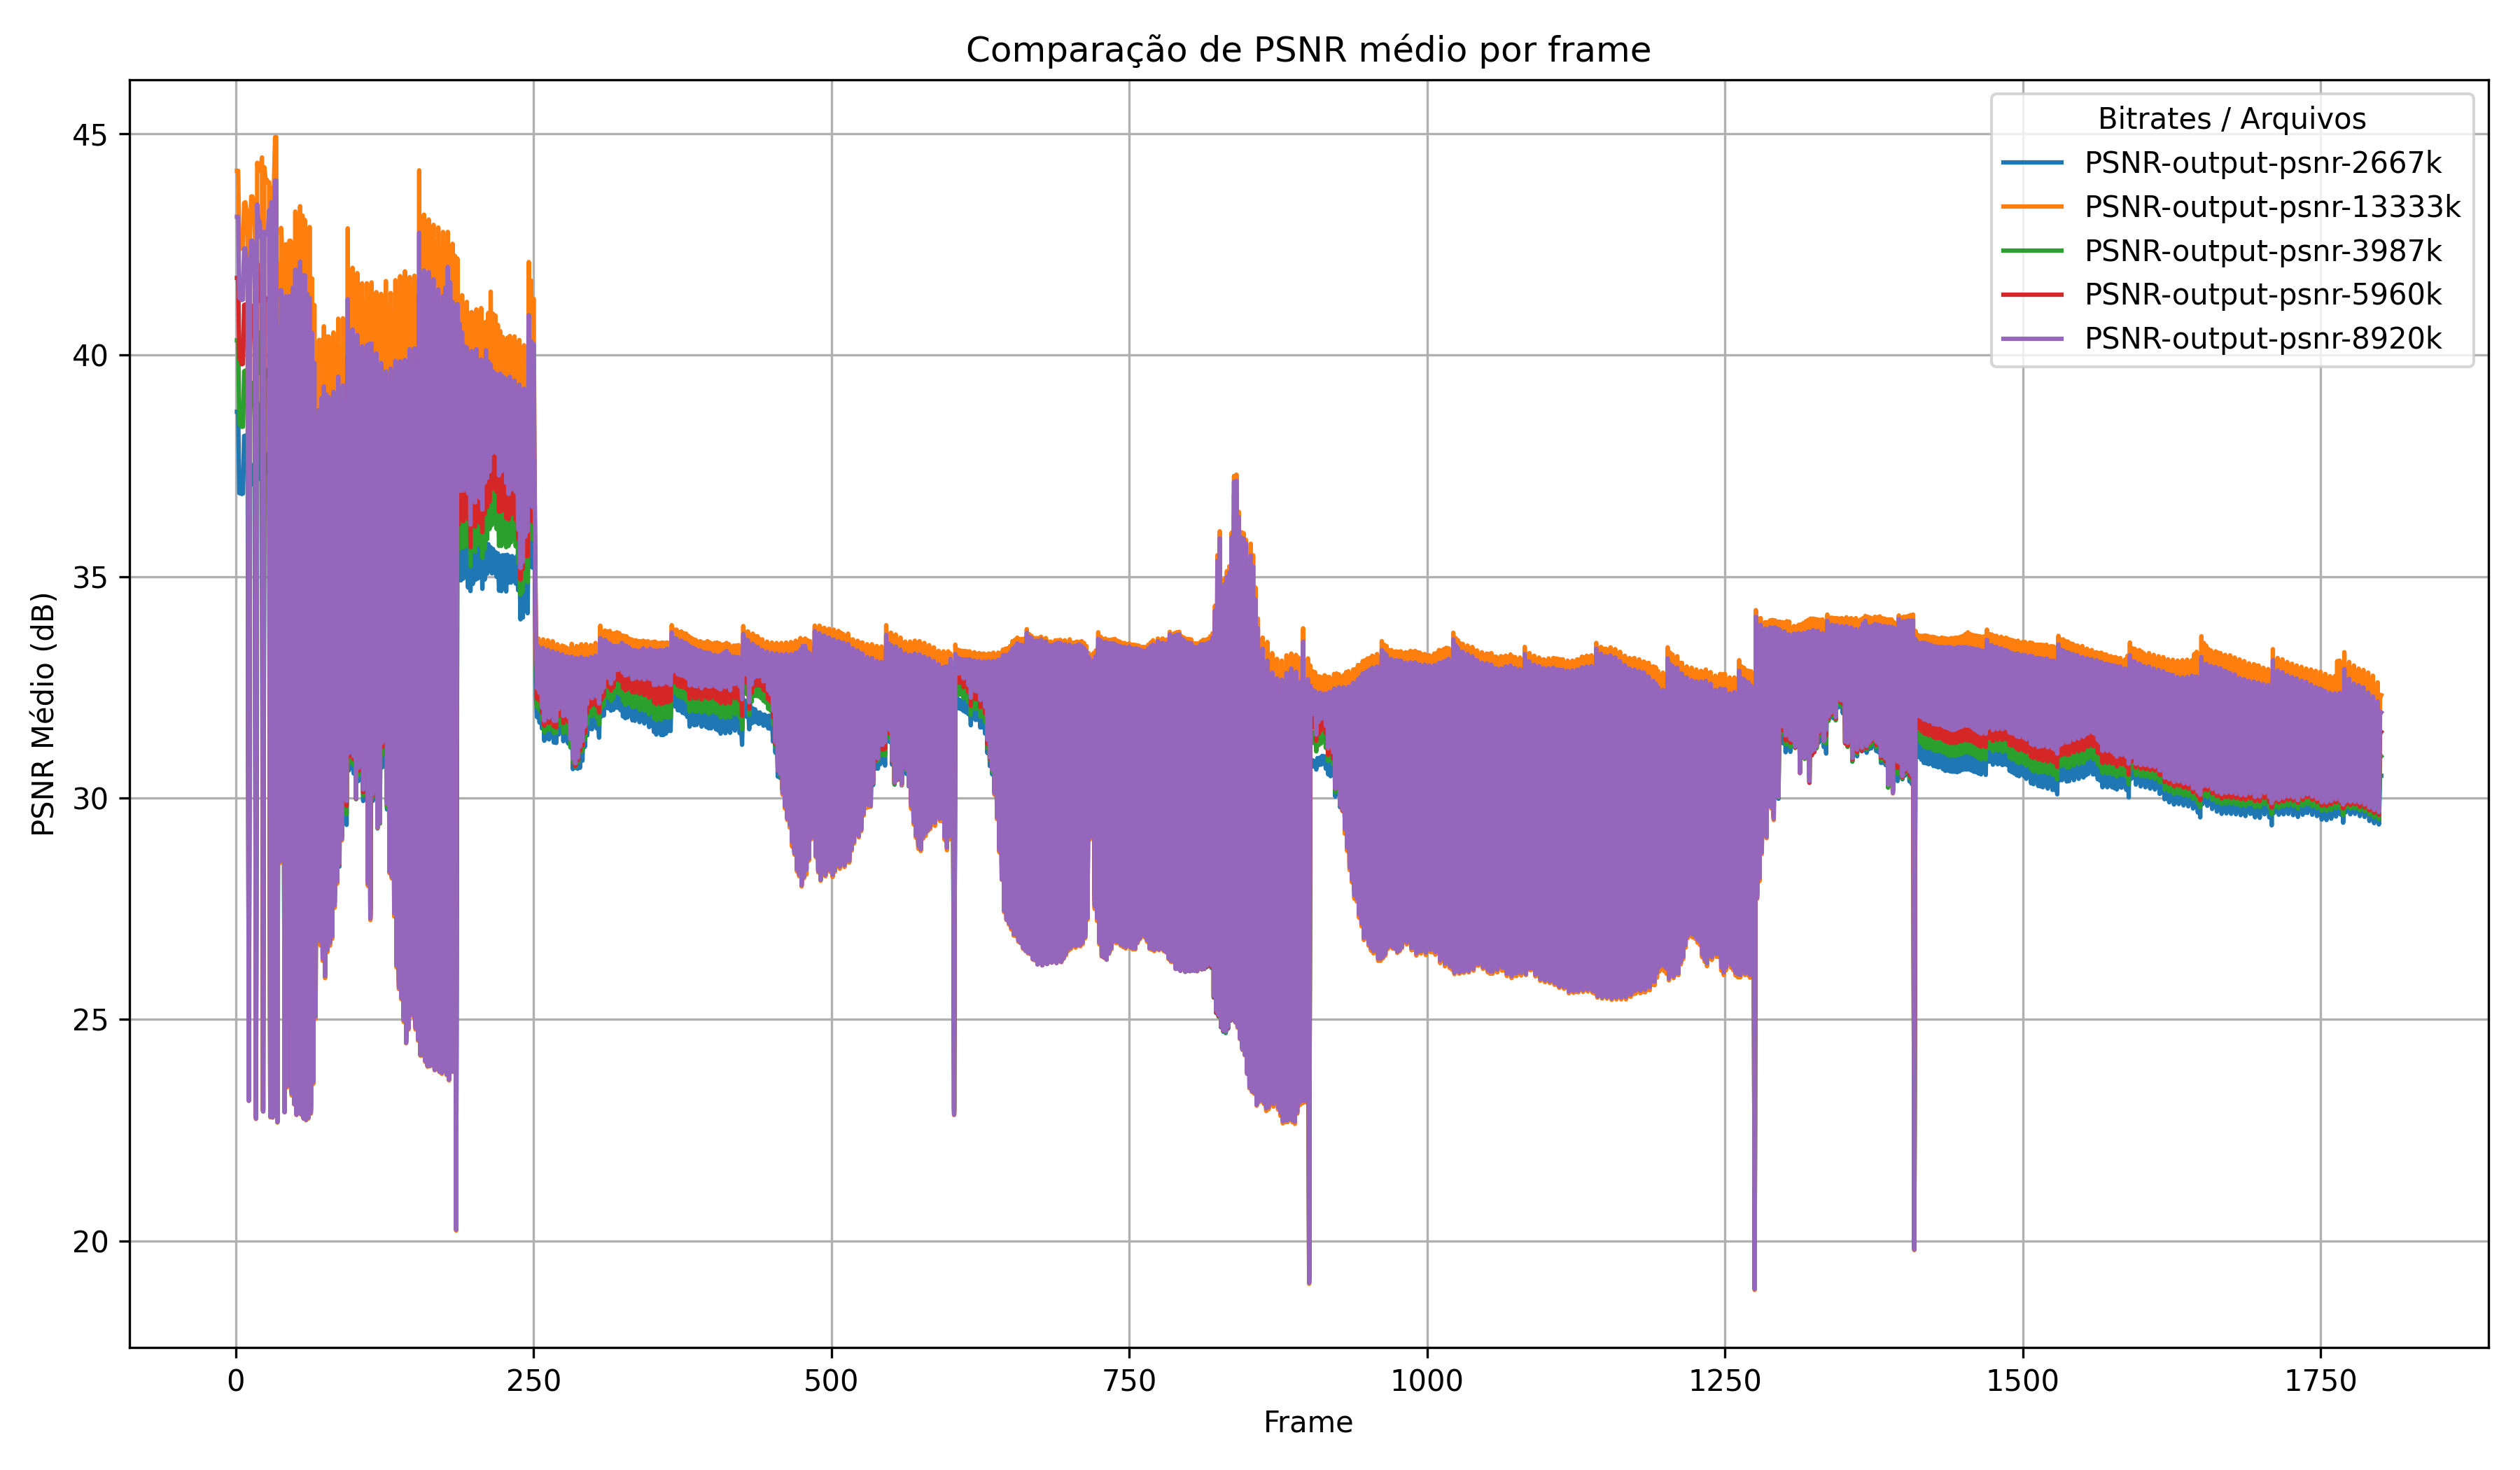 Comparação de PSNR médio por frame
Bitrates / Arquivos
PSNR-output-psnr-2667k
PSNR-output-psnr-13333k
PSNR-output-psnr-3987k
PSNR-output-psnr-5960k
PSNR-output-psnr-8920k
PSNR Médio (dB)
45
40
35
30
25
20
0 250 500 750 1000 1250 1500 1750
Frame